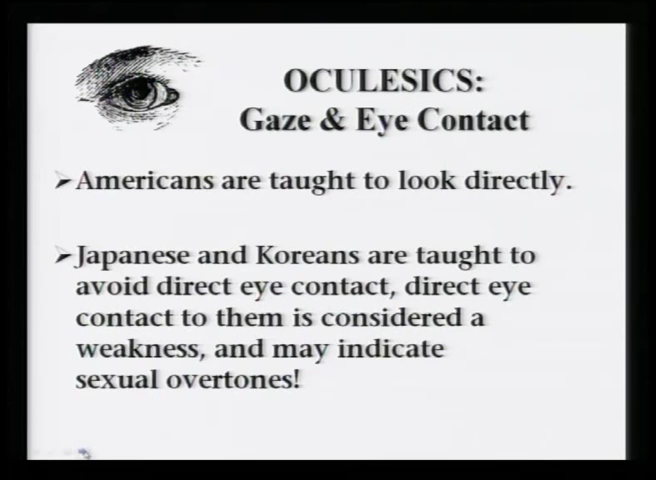 OCULESICS:
Gaze & Eye Contact
➢Americans are taught to look directly.
➢Japanese and Koreans are taught to
avoid direct eye contact, direct eye
contact to them is considered a
weakness, and may indicate
sexual overtones!